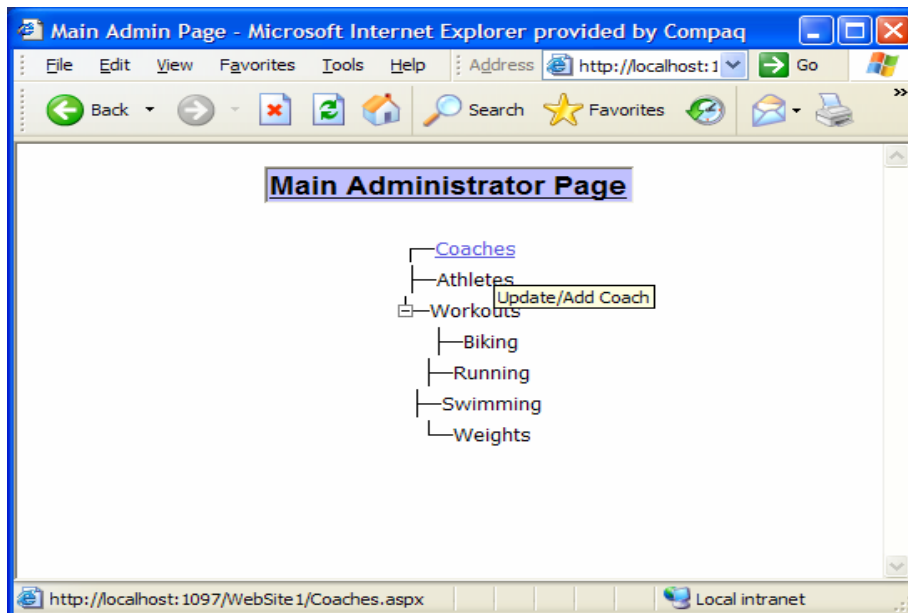 Main Admin Page - Microsoft Internet Explorer provided by Compaq
File Edit View Favorites Tools Help Address http://localhost:1 Go
Back Search Favorites »
Main Administrator Page
Coaches
Athletes
Update/Add Coach
Workouts
Biking
Running
Swimming
Weights
http://localhost:1097/WebSite1/Coaches.aspx Local intranet